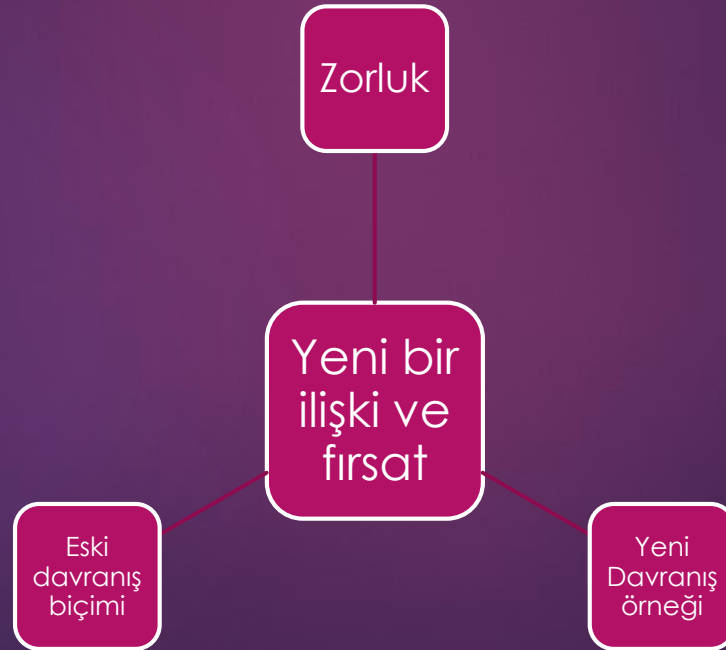 Zorluk
Yeni bir
ilişki ve
fırsat
Eski
davranış
biçimi
Yeni
Davranış
örneği